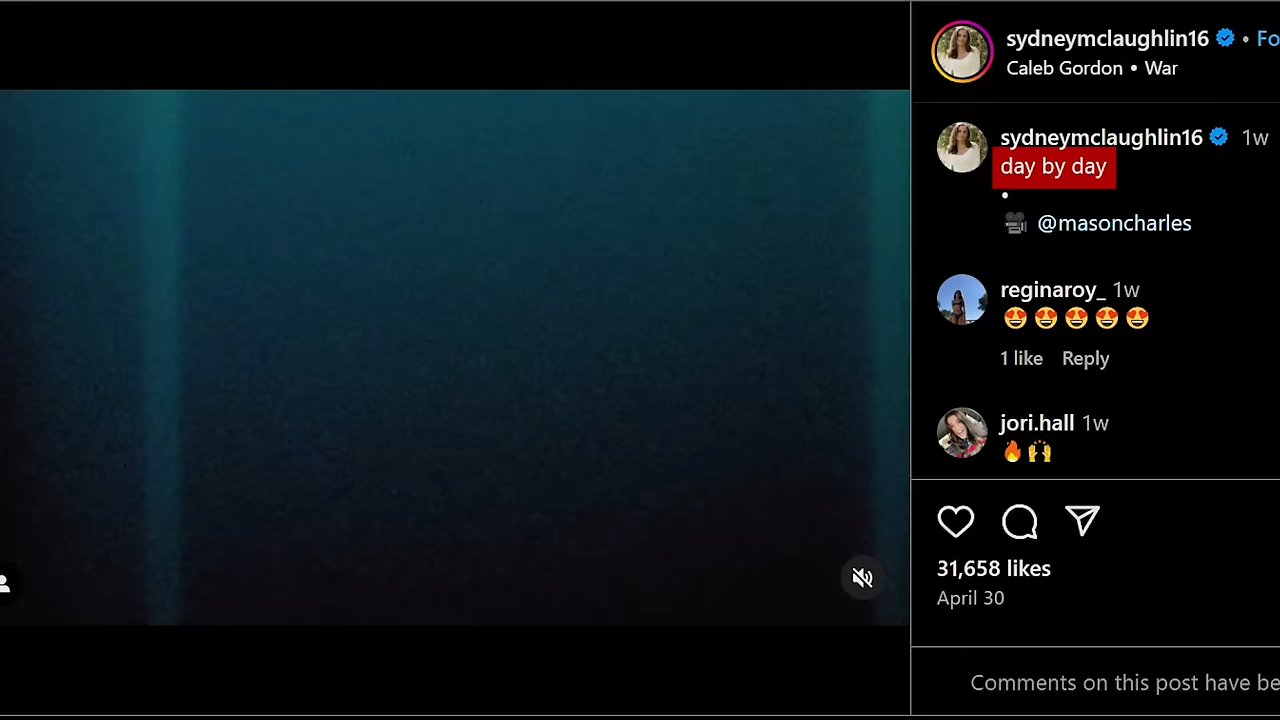 sydneymclaughlin16 • Fo
Caleb Gordon • War
sydneymclaughlin16 1w
day by day
•
@masoncharles
reginaroy_ 1w
😍😍😍😍😍
1 like Reply
jori.hall 1w
🔥🙌
31,658 likes
April 30
Comments on this post have be